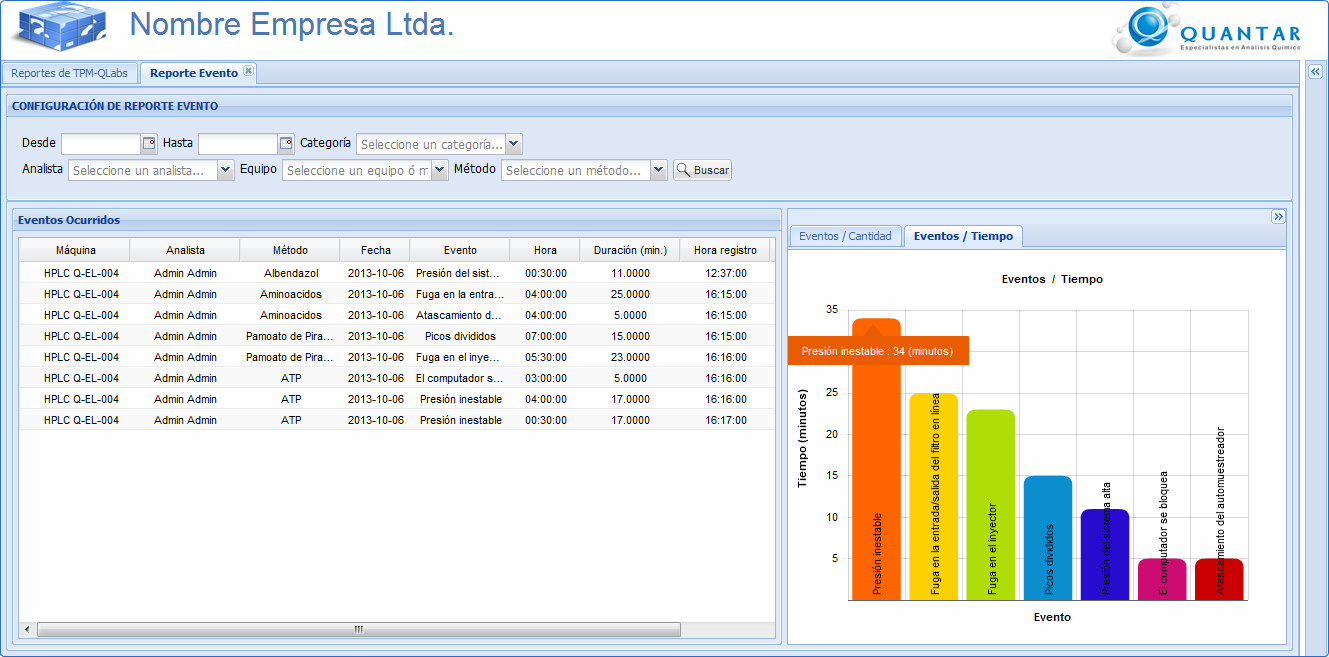 Nombre Empresa Ltda.
QUANTAR
Especialistas en Análisis Químico
Reportes de TPM-QLabs
Reporte Evento
CONFIGURACIÓN DE REPORTE EVENTO
Desde Hasta Categoría Seleccione un categoría...
Analista Seleccione un analista... Equipo Seleccione un equipo ó m Método Seleccione un método... Buscar
Eventos Ocurridos
Máquina Analista Método Fecha Evento Hora Duración (min.) Hora registro
HPLC Q-EL-004 Admin Admin Albendazol 2013-10-06 Presión del sist... 00:30:00 11.0000 12:37:00
HPLC Q-EL-004 Admin Admin Aminoacidos 2013-10-06 Fuga en la entra... 04:00:00 25.0000 16:15:00
HPLC Q-EL-004 Admin Admin Aminoacidos 2013-10-06 Atascamiento d... 04:00:00 5.0000 16:15:00
HPLC Q-EL-004 Admin Admin Pamoato de Pira... 2013-10-06 Picos divididos 07:00:00 15.0000 16:15:00
HPLC Q-EL-004 Admin Admin Pamoato de Pira... 2013-10-06 Fuga en el inye... 05:30:00 23.0000 16:16:00
HPLC Q-EL-004 Admin Admin ATP 2013-10-06 El computador s... 03:00:00 5.0000 16:16:00
HPLC Q-EL-004 Admin Admin ATP 2013-10-06 Presión inestable 04:00:00 17.0000 16:16:00
HPLC Q-EL-004 Admin Admin ATP 2013-10-06 Presión inestable 00:30:00 17.0000 16:17:00
Eventos / Cantidad
Eventos / Tiempo
Eventos / Tiempo
35
Presión inestable : 34 (minutos)
25
20
15
10
5
Tiempo (minutos)
Presión inestable
Fuga en la entrada/salida del filtro en línea
Fuga en el inyector
Picos divididos
Presión del sistema alta
El computador se bloquea
Atascamiento del automuestreador
Evento